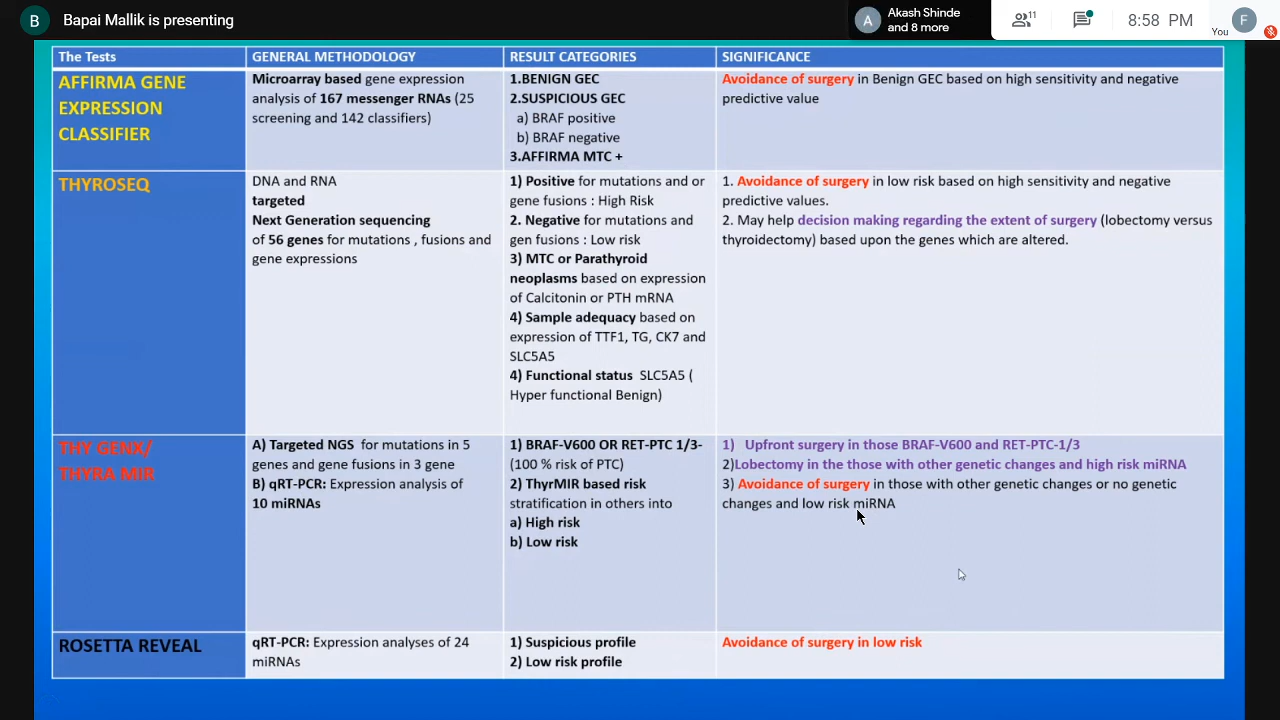 B Bapai Mallik is presenting
A Akash Shinde
and 8 more
11
8:58 PM
You
F
The Tests GENERAL METHODOLOGY RESULT CATEGORIES SIGNIFICANCE
AFFIRMA GENE
EXPRESSION
CLASSIFIER
Microarray based gene expression
analysis of 167 messenger RNAs (25
screening and 142 classifiers)
1.BENIGN GEC
2.SUSPICIOUS GEC
a) BRAF positive
b) BRAF negative
3.AFFIRMA MTC +
Avoidance of surgery in Benign GEC based on high sensitivity and negative
predictive value
THYROSEQ
DNA and RNA
targeted
Next Generation sequencing
of 56 genes for mutations , fusions and
gene expressions
1) Positive for mutations and or
gene fusions : High Risk
2. Negative for mutations and
gen fusions : Low risk
3) MTC or Parathyroid
neoplasms based on expression
of Calcitonin or PTH mRNA
4) Sample adequacy based on
expression of TTF1, TG, CK7 and
SLC5A5
4) Functional status SLC5A5 (
Hyper functional Benign)
1. Avoidance of surgery in low risk based on high sensitivity and negative
predictive values.
2. May help decision making regarding the extent of surgery (lobectomy versus
thyroidectomy) based upon the genes which are altered.
THY GENX/
THYRA MIR
A) Targeted NGS for mutations in 5
genes and gene fusions in 3 gene
B) qRT-PCR: Expression analysis of
10 miRNAs
1) BRAF-V600 OR RET-PTC 1/3-
(100 % risk of PTC)
2) ThyrMIR based risk
stratification in others into
a) High risk
b) Low risk
1) Upfront surgery in those BRAF-V600 and RET-PTC-1/3
2)Lobectomy in the those with other genetic changes and high risk miRNA
3) Avoidance of surgery in those with other genetic changes or no genetic
changes and low risk miRNA
ROSETTA REVEAL
qRT-PCR: Expression analyses of 24
miRNAs
1) Suspicious profile
2) Low risk profile
Avoidance of surgery in low risk